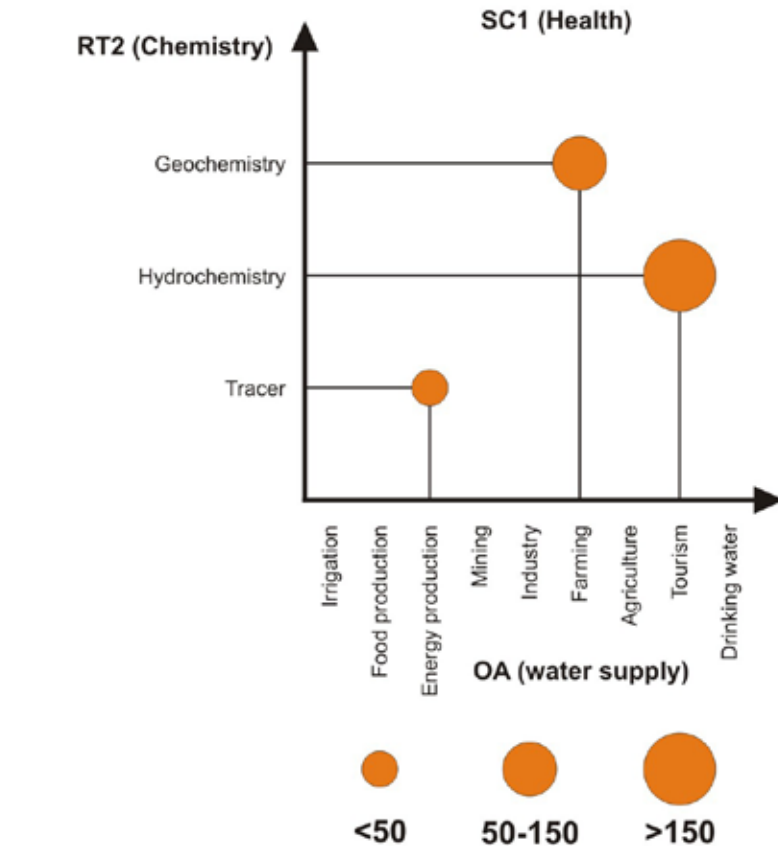 SC1 (Health)
RT2 (Chemistry)
Geochemistry
Hydrochemistry
Tracer
Irrigation
Food production
Energy production
Mining
Industry
Farming
Agriculture
Tourism
Drinking water
OA (water supply)
<50
50-150
>150